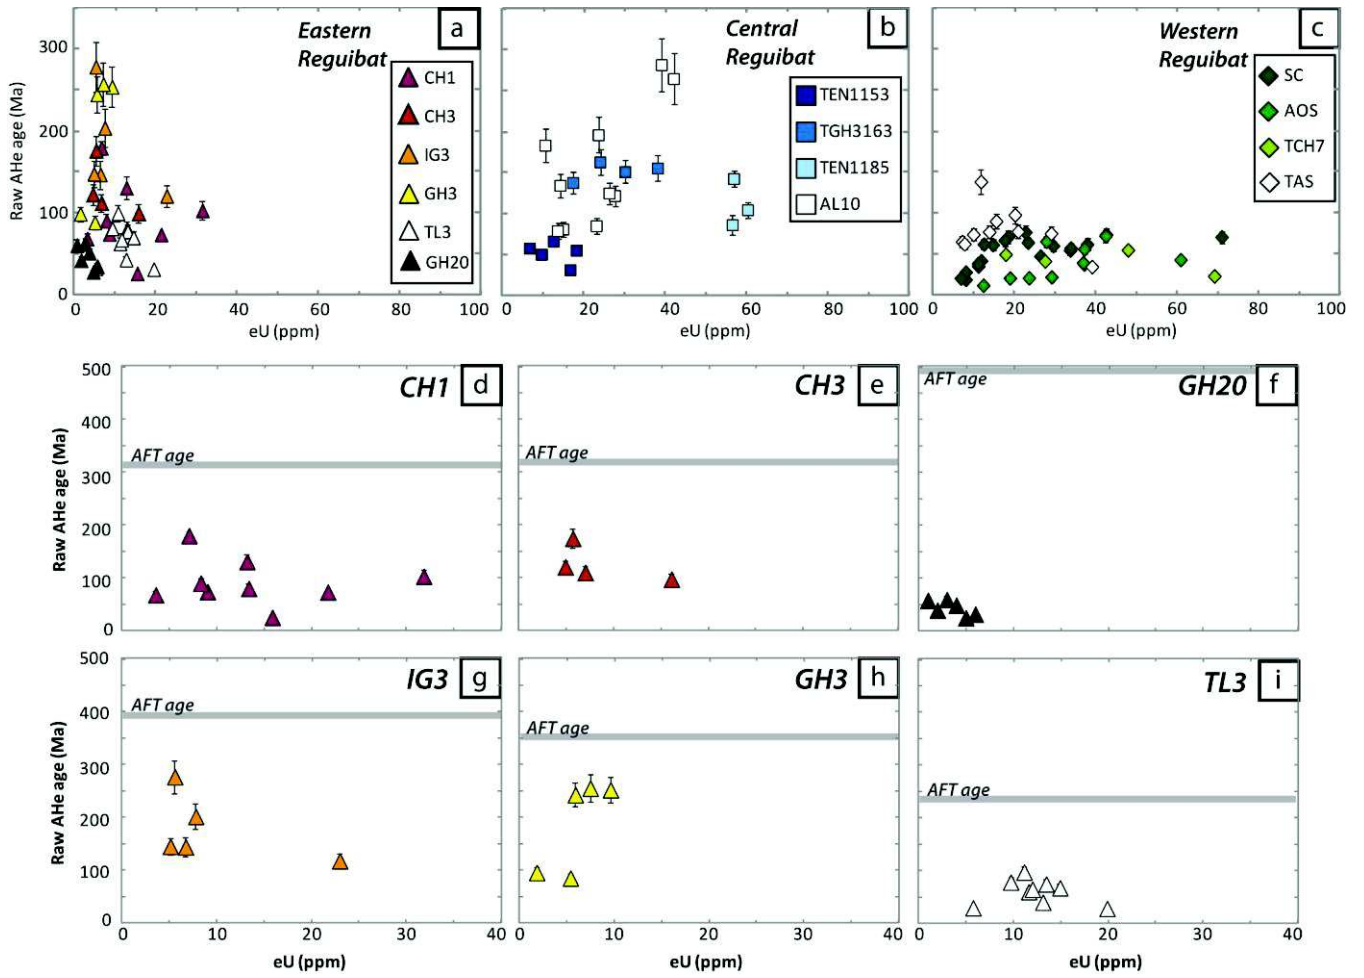 Eastern
Reguibat
a
Central
Reguibat
b
Western
Reguibat
c
Raw AHe age (Ma)
300
200
100
0
CH1
CH3
IG3
GH3
TL3
GH20
TEN1153
TGH3163
TEN1185
AL10
SC
AOS
TCH7
TAS
0 20 40 60 80 100
0 20 40 60 80 100
0 20 40 60 80 100
eU (ppm)
eU (ppm)
eU (ppm)
Raw AHe age (Ma)
500
400
300
200
100
0
CH1
d
AFT age
CH3
e
AFT age
GH20
f
AFT age
Raw AHe age (Ma)
500
400
300
200
100
0
IG3
g
AFT age
GH3
h
AFT age
TL3
i
AFT age
0 10 20 30 40
0 10 20 30 40
0 10 20 30 40
eU (ppm)
eU (ppm)
eU (ppm)